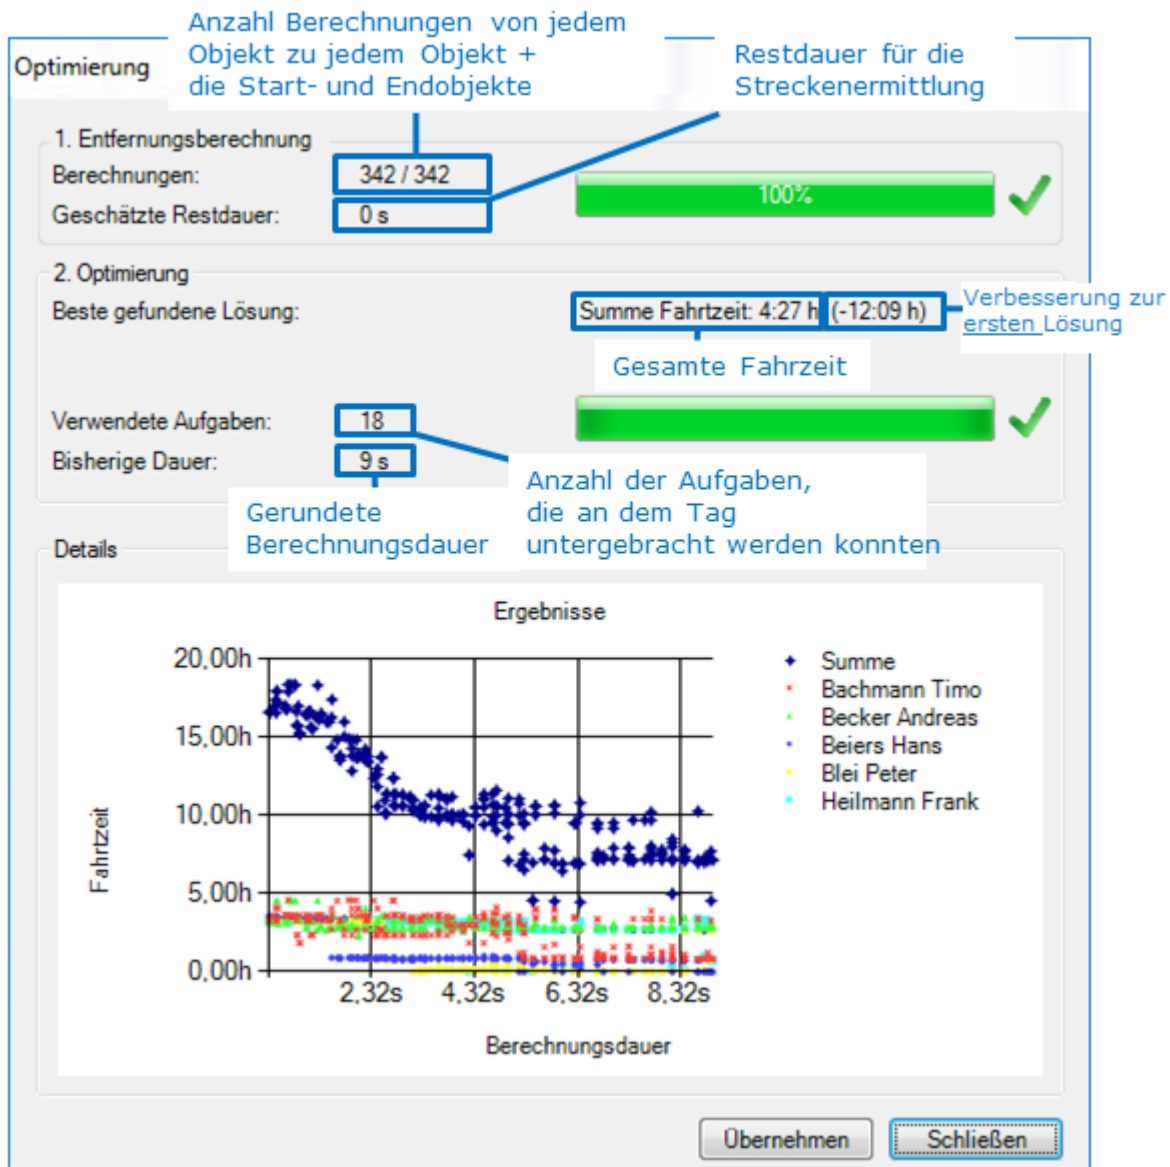 Anzahl Berechnungen von jedem
Objekt zu jedem Objekt +
die Start- und Endobjekte
Restdauer für die
Streckenermittlung
Optimierung
1. Entfernungsberechnung
Berechnungen:
342 / 342
100%
Geschätzte Restdauer:
0 s
2. Optimierung
Beste gefundene Lösung:
Summe Fahrtzeit: 4:27 h
(-12:09 h)
Verbesserung zur
ersten Lösung
Gesamte Fahrzeit
Verwendete Aufgaben:
18
Bisherige Dauer:
9 s
Anzahl der Aufgaben,
die an dem Tag
untergebracht werden konnten
Gerundete
Berechnungsdauer
Details
Ergebnisse
20,00h
15,00h
10,00h
5,00h
0,00h
Fahrtzeit
2,32s
4,32s
6,32s
8,32s
Berechnungsdauer
Summe
Bachmann Timo
Becker Andreas
Beiers Hans
Blei Peter
Heilmann Frank
Übernehmen
Schließen